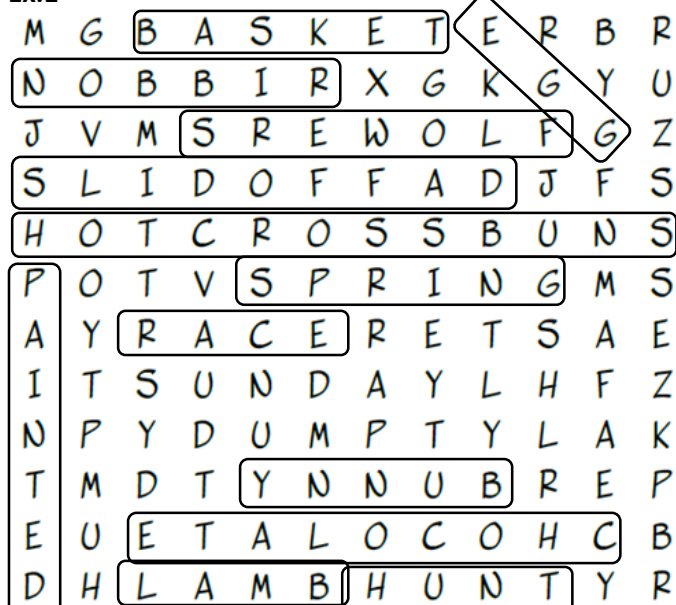 M G B A S K E T E R B R
N O B B I R X G K G Y U
J V M S R E W O L F G Z
S L I D O F F A D J F S
H O T C R O S S B U N S
P O T V S P R I N G M S
A Y R A C E R E T S A E
I T S U N D A Y L H F Z
N P Y D U M P T Y L A K
T M D T Y N N U B R E P
E U E T A L O C O H C B
D H L A M B H U N T Y R